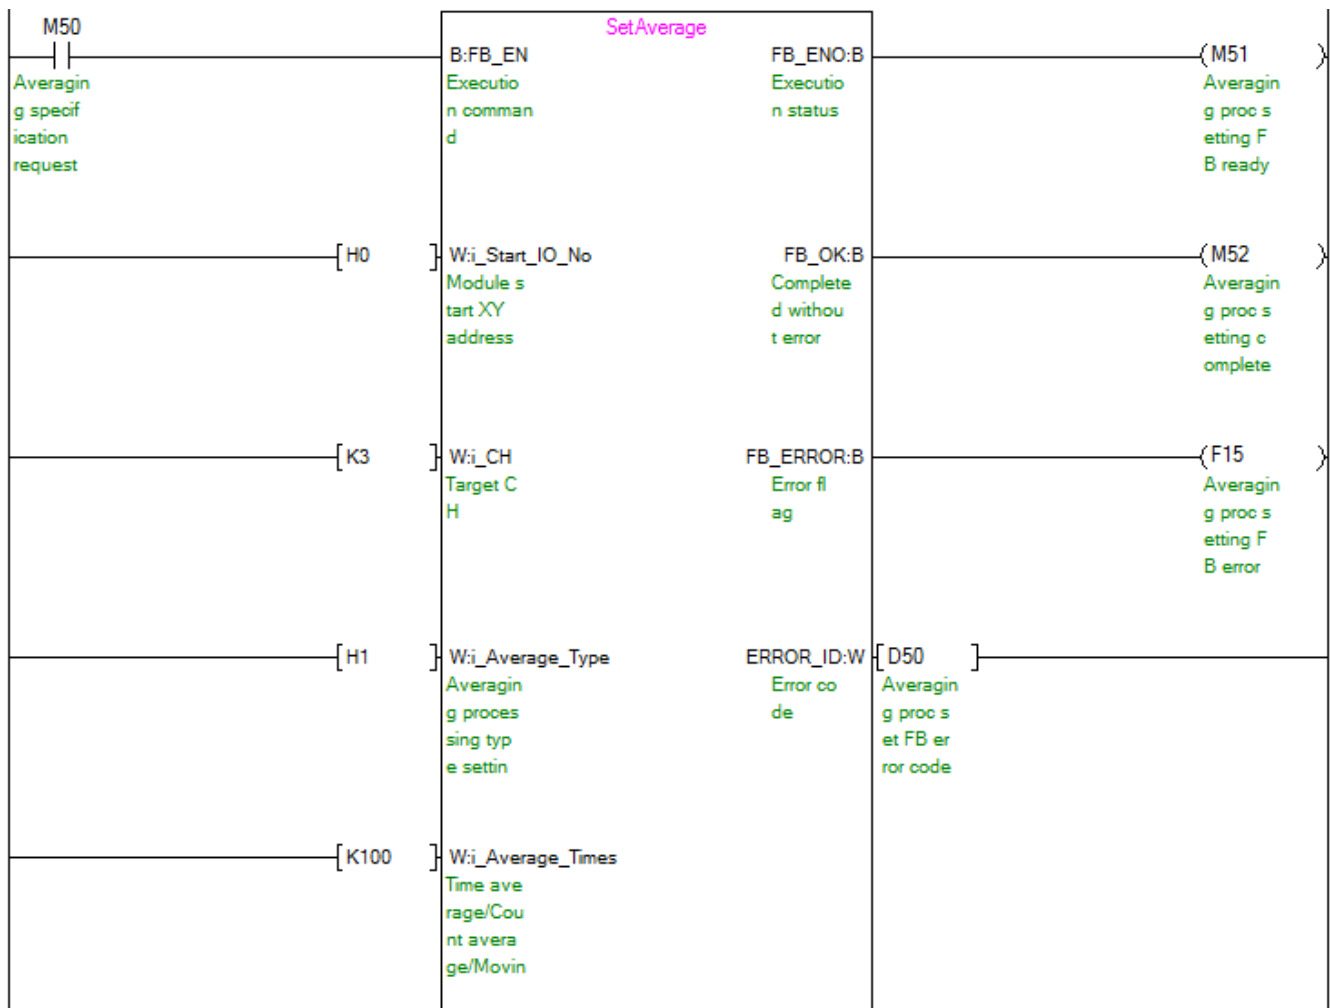 M50
SetAverage
B:FB_EN
FB_ENO:B
M51
Averagin
g specif
ication
request
Executio
n comman
d
Executio
n status
Averagin
g proc s
etting F
B ready
H0
W:i_Start_IO_No
FB_OK:B
M52
Module s
tart XY
address
Complete
d withou
t error
Averagin
g proc s
etting c
omplete
K3
W:i_CH
FB_ERROR:B
F15
Target C
H
Error fl
ag
Averagin
g proc s
etting F
B error
H1
W:i_Average_Type
ERROR_ID:W
D50
Averagin
g proces
sing typ
e settin
Error co
de
Averagin
g proc s
et FB er
ror code
K100
W:i_Average_Times
Time ave
rage/Cou
nt avera
ge/Movin